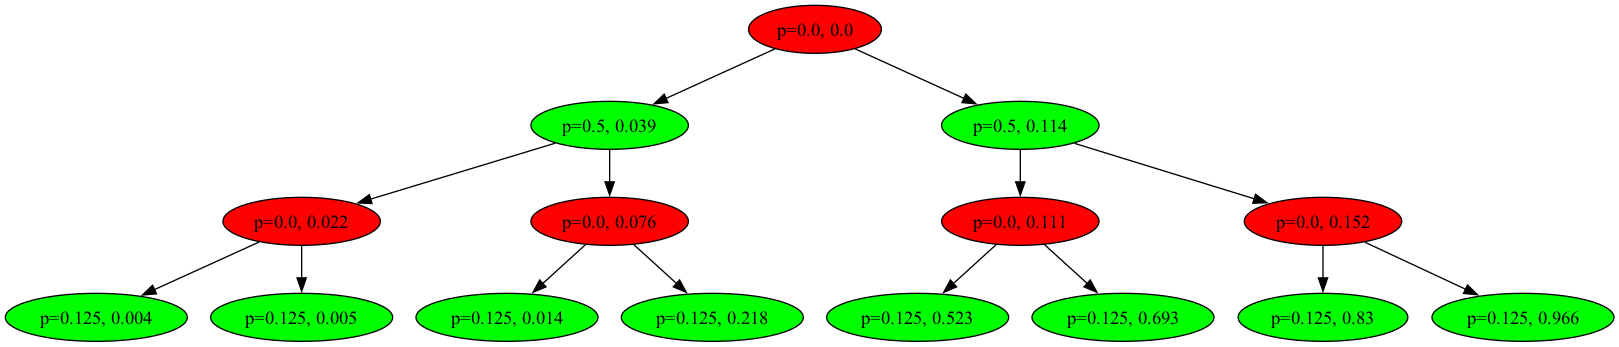 p=0.0, 0.0
p=0.5, 0.039
p=0.5, 0.114
p=0.0, 0.022
p=0.0, 0.076
p=0.0, 0.111
p=0.0, 0.152
p=0.125, 0.004
p=0.125, 0.005
p=0.125, 0.014
p=0.125, 0.218
p=0.125, 0.523
p=0.125, 0.693
p=0.125, 0.83
p=0.125, 0.966